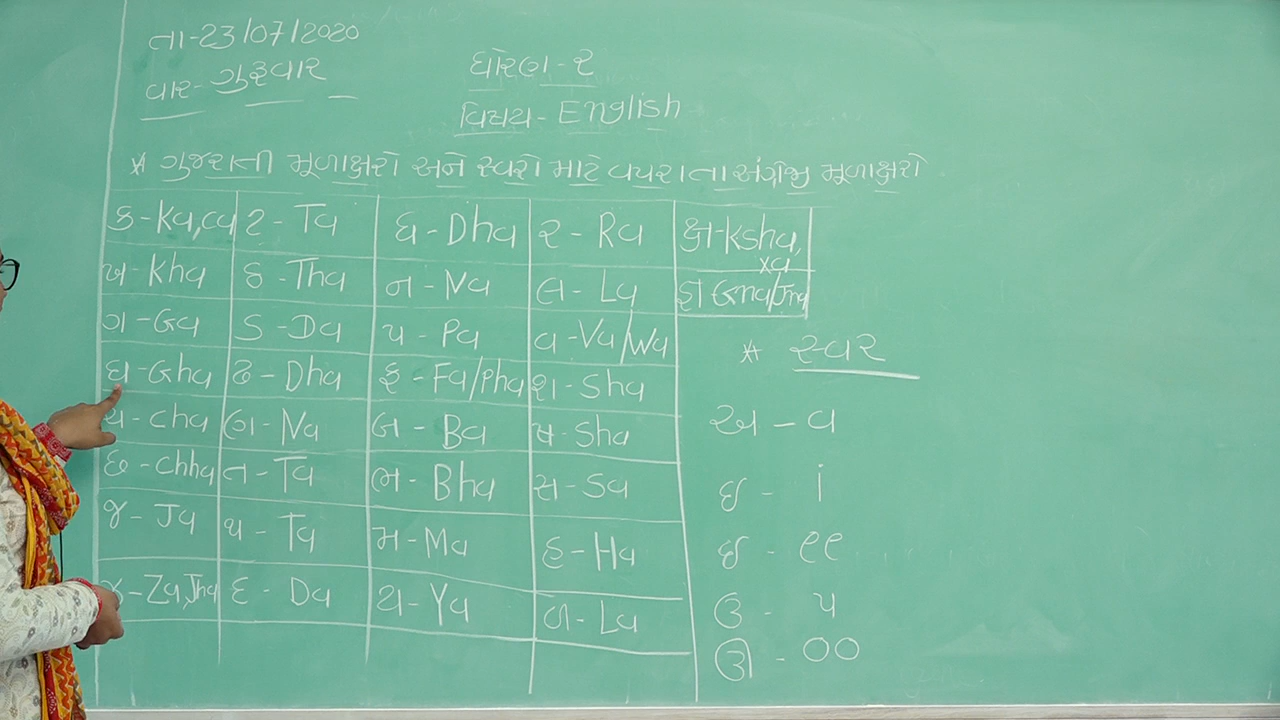 તા-23/07/2020
વાર-ગુરૂવાર
ધોરણ-૨
વિષય-English
* ગુજરાતી મૂળાક્ષરો અને સ્વરો માટે વપરાતા અંગ્રેજી મૂળાક્ષરો
ક-Ka,ca ટ-Ta ધ-Dha ર-Ra ક્ષ-Ksha,xa
ખ-Kha ઠ-Tha ન-Na લ-La જ્ઞ Gna/Jna
ગ-Ga ડ-Da પ-Pa વ-Va/Wa
ઘ-Gha ઢ-Dha ફ-Fa/Pha શ-Sha
ચ-cha ણ-Na બ-Ba ષ-Sha
છ-chha ત-Ta ભ-Bha સ-Sa
જ-Ja થ-Ta મ-Ma હ-Ha
ઝ-Za,Jha દ-Da ય-Ya ળ-La
* સ્વર
અ-a
ઇ-i
ઈ-ee
ઉ-u
ઊ-oo